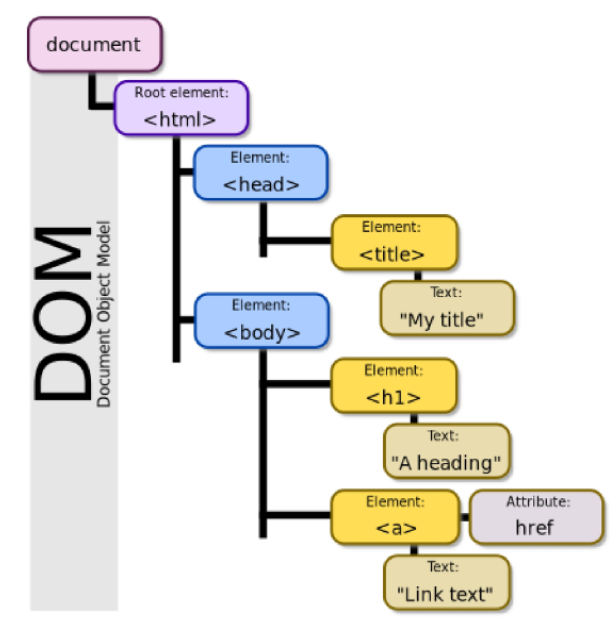 document
Root element:
<html>
Element:
<head>
Element:
<title>
Text:
"My title"
Element:
<body>
Element:
<h1>
Text:
"A heading"
Element:
<a>
Attribute:
href
Text:
"Link text"
DOM
Document Object Model